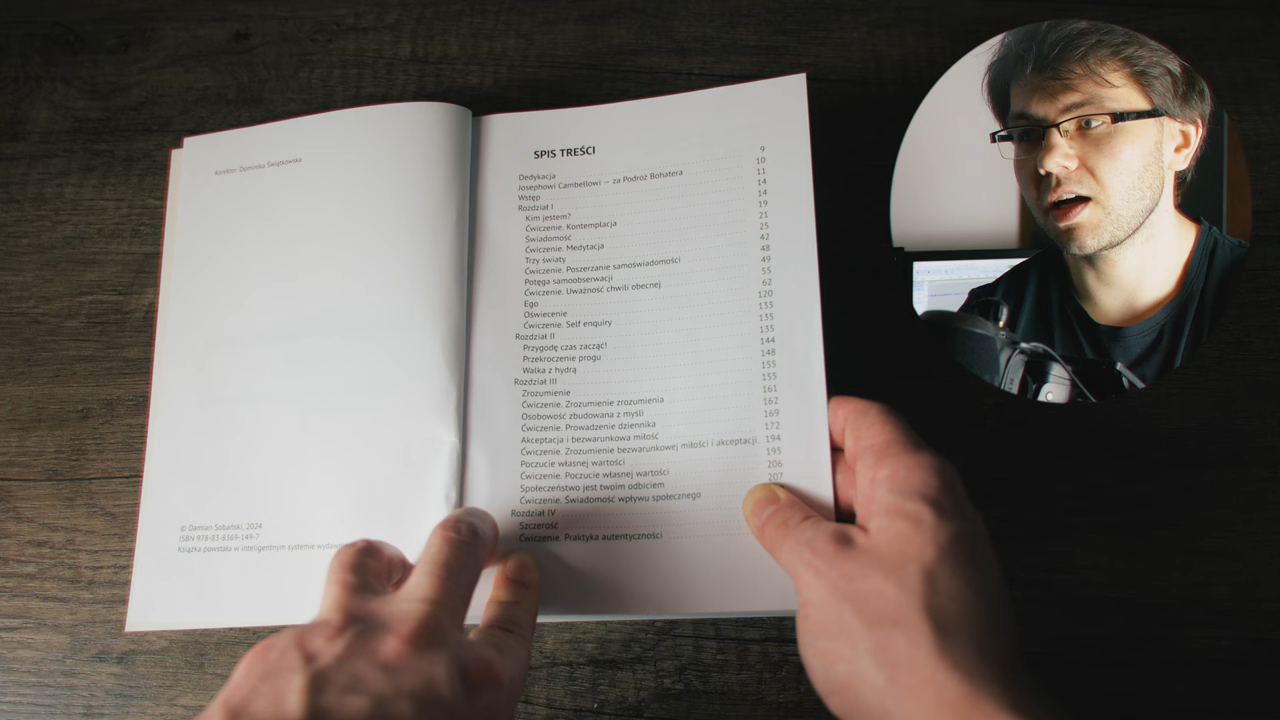 Korektor: Dominika Świątkowska
© Damian Sobański, 2024
ISBN 978-83-8369-149-7
Książka powstała w inteligentnym systemie
SPIS TREŚCI
Dedykacja 9
Josephowi Cambellowi — za Podróż Bohatera 10
Wstęp 11
Rozdział I 14
Kim jestem? 14
Ćwiczenie. Kontemplacja 19
Świadomość 21
Ćwiczenie. Medytacja 25
Trzy światy 42
Ćwiczenie. Poszerzanie samoświadomości 48
Potęga samoobserwacji 49
Ćwiczenie. Uważność chwili obecnej 55
Ego 62
Oświecenie 120
Ćwiczenie. Self enquiry 133
Rozdział II 135
Przygodę czas zacząć! 135
Przekroczenie progu 144
Walka z hydrą 148
Rozdział III 155
Zrozumienie 155
Ćwiczenie. Zrozumienie zrozumienia 161
Osobowość zbudowana z myśli 162
Ćwiczenie. Prowadzenie dziennika 169
Akceptacja i bezwarunkowa miłość 172
Ćwiczenie. Zrozumienie bezwarunkowej miłości i akceptacji 194
Poczucie własnej wartości 195
Ćwiczenie. Poczucie własnej wartości 206
Społeczeństwo jest twoim odbiciem 207
Ćwiczenie. Świadomość wpływu społecznego
Rozdział IV
Szczerość
Ćwiczenie. Praktyka autentyczności